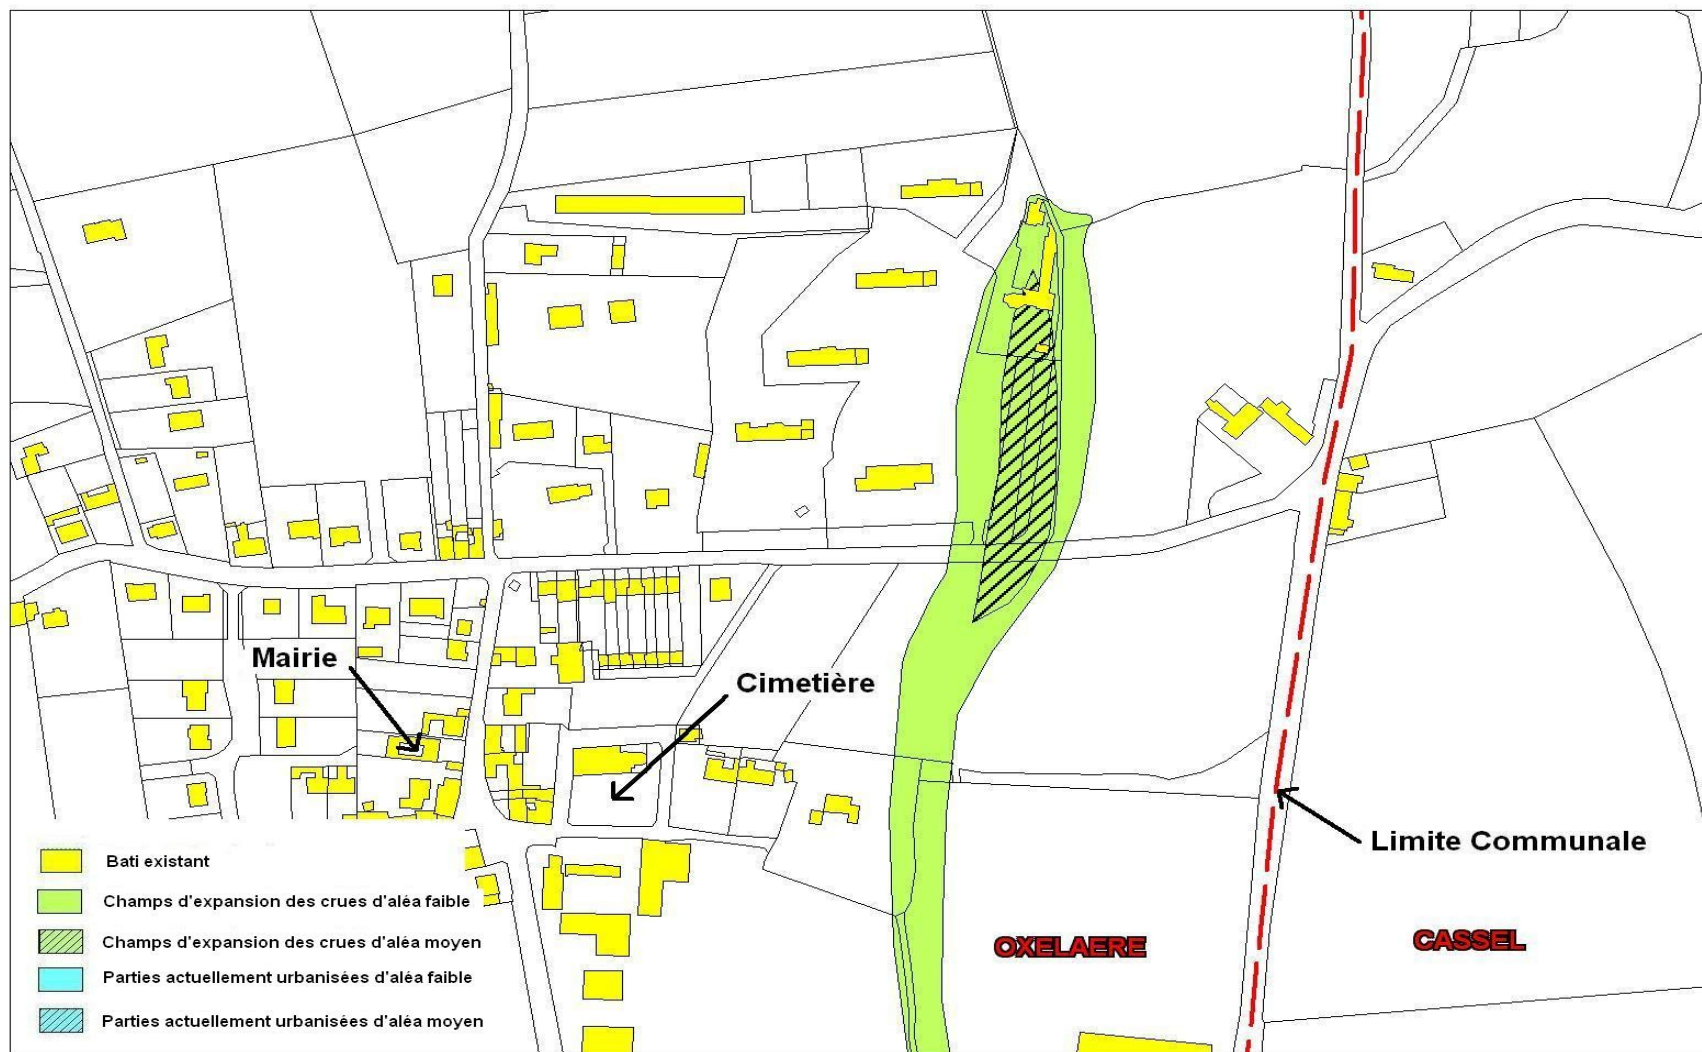 Mairie
Cimetière
Limite Communale
Bati existant
Champs d'expansion des crues d'aléa faible
Champs d'expansion des crues d'aléa moyen
Parties actuellement urbanisées d'aléa faible
Parties actuellement urbanisées d'aléa moyen
OXELAERE
CASSEL